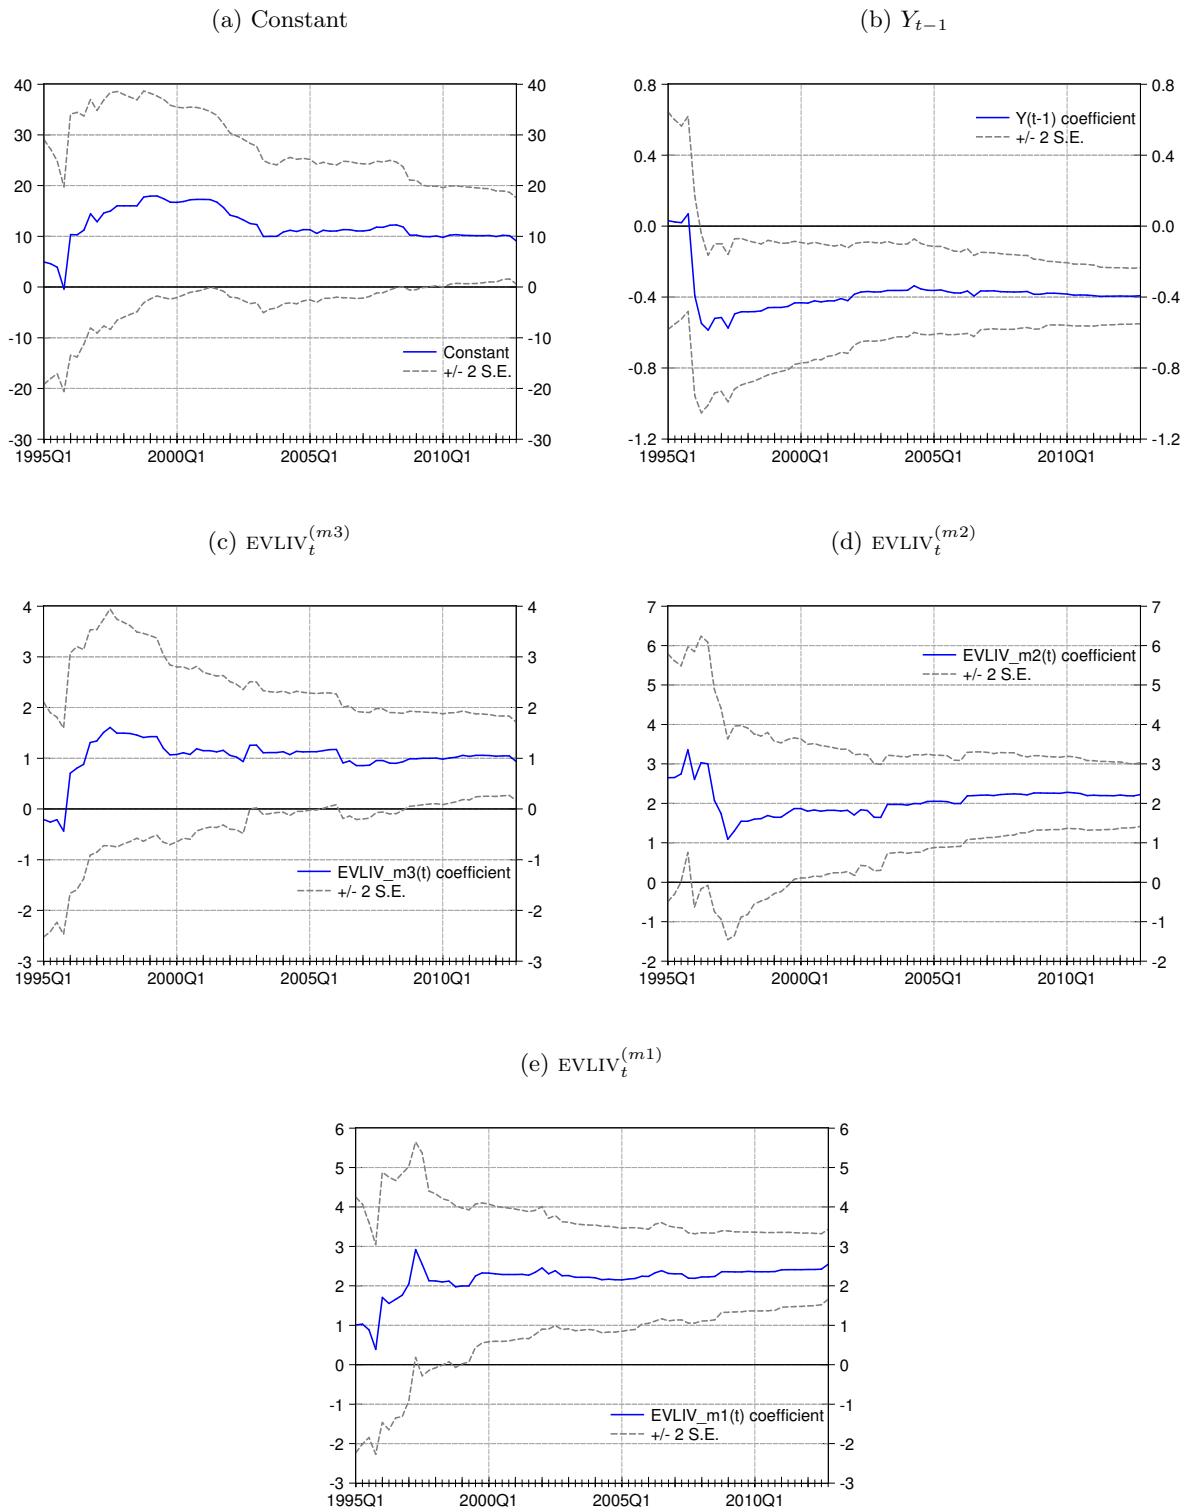 (a) Constant
40 40
30 30
20 20
10 10
0 0
-10 -10
-20 -20
-30 -30
Constant
+/- 2 S.E.
1995Q1 2000Q1 2005Q1 2010Q1
(b) Y_{t−1}
0.8 0.8
0.4 0.4
0.0 0.0
-0.4 -0.4
-0.8 -0.8
-1.2 -1.2
Y(t-1) coefficient
+/- 2 S.E.
1995Q1 2000Q1 2005Q1 2010Q1
(c) EVLIV_t^{(m3)}
4 4
3 3
2 2
1 1
0 0
-1 -1
-2 -2
-3 -3
EVLIV_m3(t) coefficient
+/- 2 S.E.
1995Q1 2000Q1 2005Q1 2010Q1
(d) EVLIV_t^{(m2)}
7 7
6 6
5 5
4 4
3 3
2 2
1 1
0 0
-1 -1
-2 -2
EVLIV_m2(t) coefficient
+/- 2 S.E.
1995Q1 2000Q1 2005Q1 2010Q1
(e) EVLIV_t^{(m1)}
6 6
5 5
4 4
3 3
2 2
1 1
0 0
-1 -1
-2 -2
-3 -3
EVLIV_m1(t) coefficient
+/- 2 S.E.
1995Q1 2000Q1 2005Q1 2010Q1